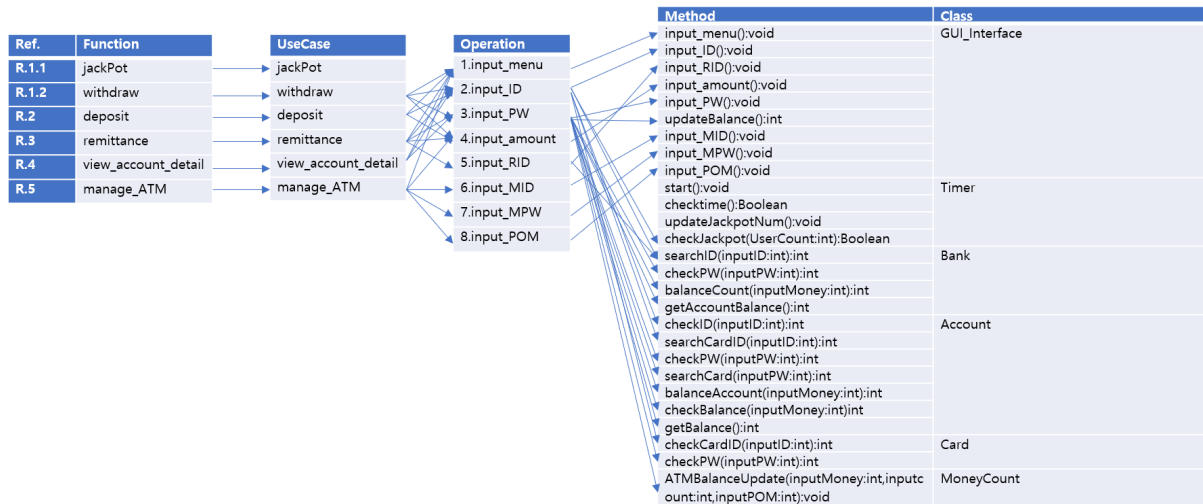 Ref. Function
R.1.1 jackPot
R.1.2 withdraw
R.2 deposit
R.3 remittance
R.4 view_account_detail
R.5 manage_ATM
UseCase
jackPot
withdraw
deposit
remittance
view_account_detail
manage_ATM
Operation
1.input_menu
2.input_ID
3.input_PW
4.input_amount
5.input_RID
6.input_MID
7.input_MPW
8.input_POM
Method Class
input_menu():void GUI_Interface
input_ID():void
input_RID():void
input_amount():void
input_PW():void
updateBalance():int
input_MID():void
input_MPW():void
input_POM():void
start():void Timer
checktime():Boolean
updateJackpotNum():void
checkJackpot(UserCount:int):Boolean
searchID(inputID:int):int Bank
checkPW(inputPW:int):int
balanceCount(inputMoney:int):int
getAccountBalance():int
checkID(inputID:int):int Account
searchCardID(inputID:int):int
checkPW(inputPW:int):int
searchCard(inputPW:int):int
balanceAccount(inputMoney:int):int
checkBalance(inputMoney:int)int
getBalance():int
checkCardID(inputID:int):int Card
checkPW(inputPW:int):int
ATMBalanceUpdate(inputMoney:int,inputc MoneyCount
ount:int,inputPOM:int):void